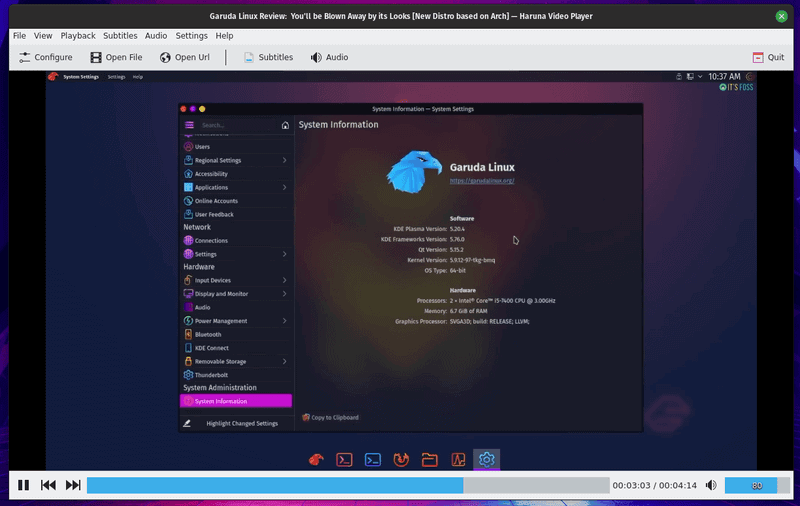 Garuda Linux Review:  You'll be Blown Away by its Looks [New Distro based on Arch] — Haruna Video Player
File View Playback Subtitles Audio Settings Help
Configure Open File Open Url Subtitles Audio Quit
System Settings Settings Help 10:37 AM
IT'S FOSS
System Information — System Settings
Search...
System Information
Users
Regional Settings
Accessibility
Applications
Online Accounts
User Feedback
Network
Connections
Settings
Hardware
Input Devices
Display and Monitor
Audio
Power Management
Bluetooth
KDE Connect
Removable Storage
Thunderbolt
System Administration
System Information
Highlight Changed Settings
Garuda Linux
https://garudalinux.org/
Software
KDE Plasma Version: 5.20.4
KDE Frameworks Version: 5.76.0
Qt Version: 5.15.2
Kernel Version: 5.9.12-97-tkg-bmq
OS Type: 64-bit
Hardware
Processors: 2 × Intel® Core™ i5-7400 CPU @ 3.00GHz
Memory: 6.7 GiB of RAM
Graphics Processor: SVGA3D; build: RELEASE; LLVM;
Copy to Clipboard
00:03:03 / 00:04:14
80